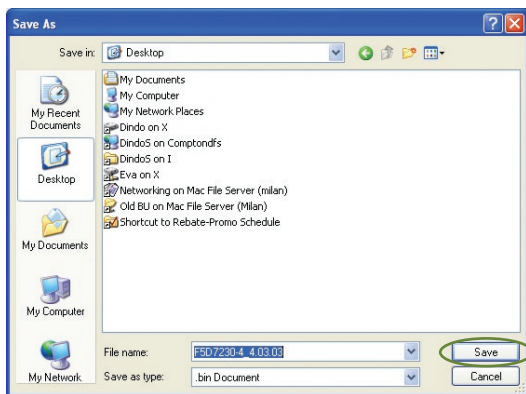 Save As
Save in:
Desktop
My Recent
Documents
Desktop
My Documents
My Computer
My Network
My Documents
My Computer
My Network Places
Dindo on X
DindoS on Comptondfs
DindoS on I
Eva on X
Networking on Mac File Server (milan)
Old BU on Mac File Server (Milan)
Shortcut to Rebate-Promo Schedule
File name:
F5D7230-4_4.03.03
Save
Save as type:
.bin Document
Cancel